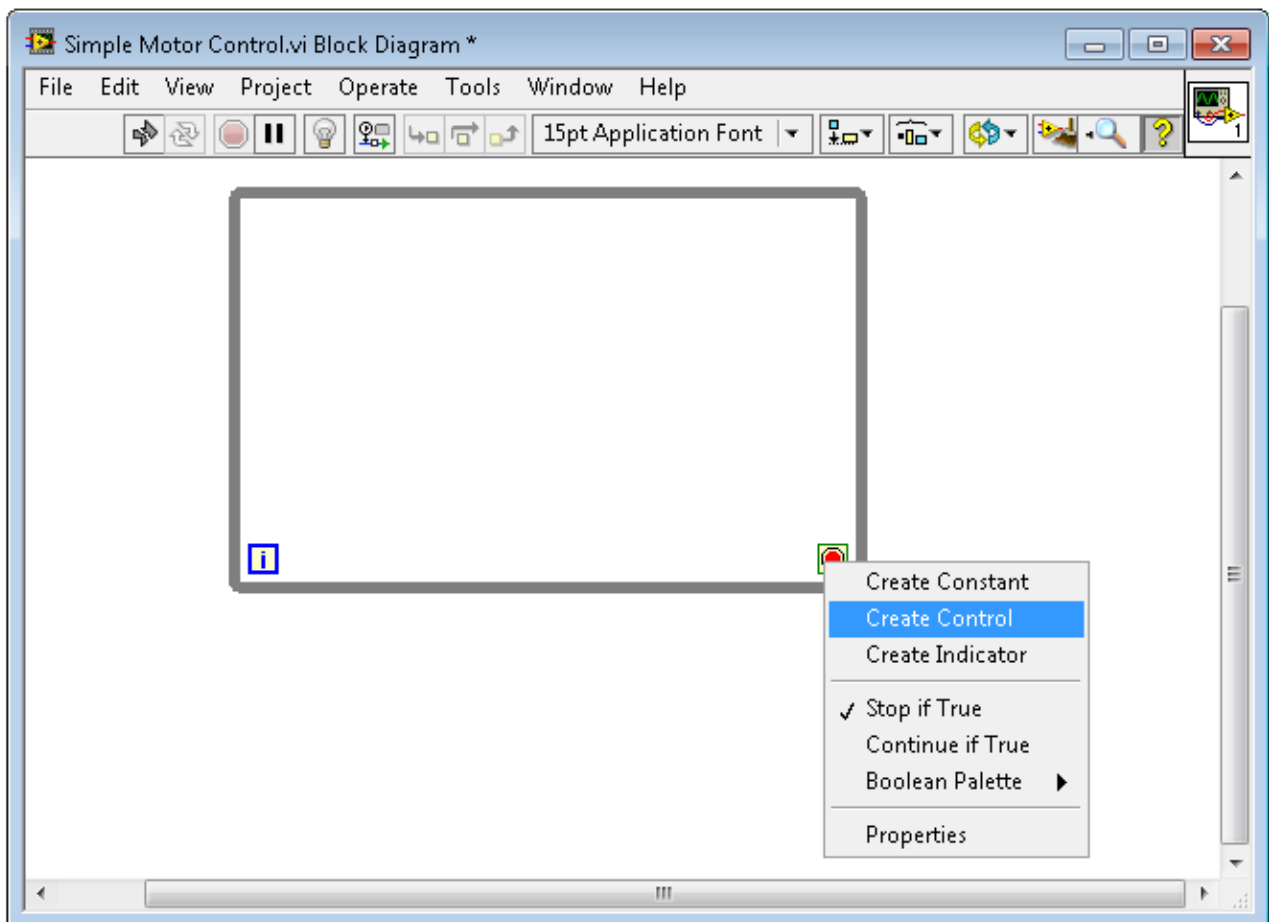 Simple Motor Control.vi Block Diagram *
File Edit View Project Operate Tools Window Help
15pt Application Font
1
i
Create Constant
Create Control
Create Indicator
Stop if True
Continue if True
Boolean Palette
Properties